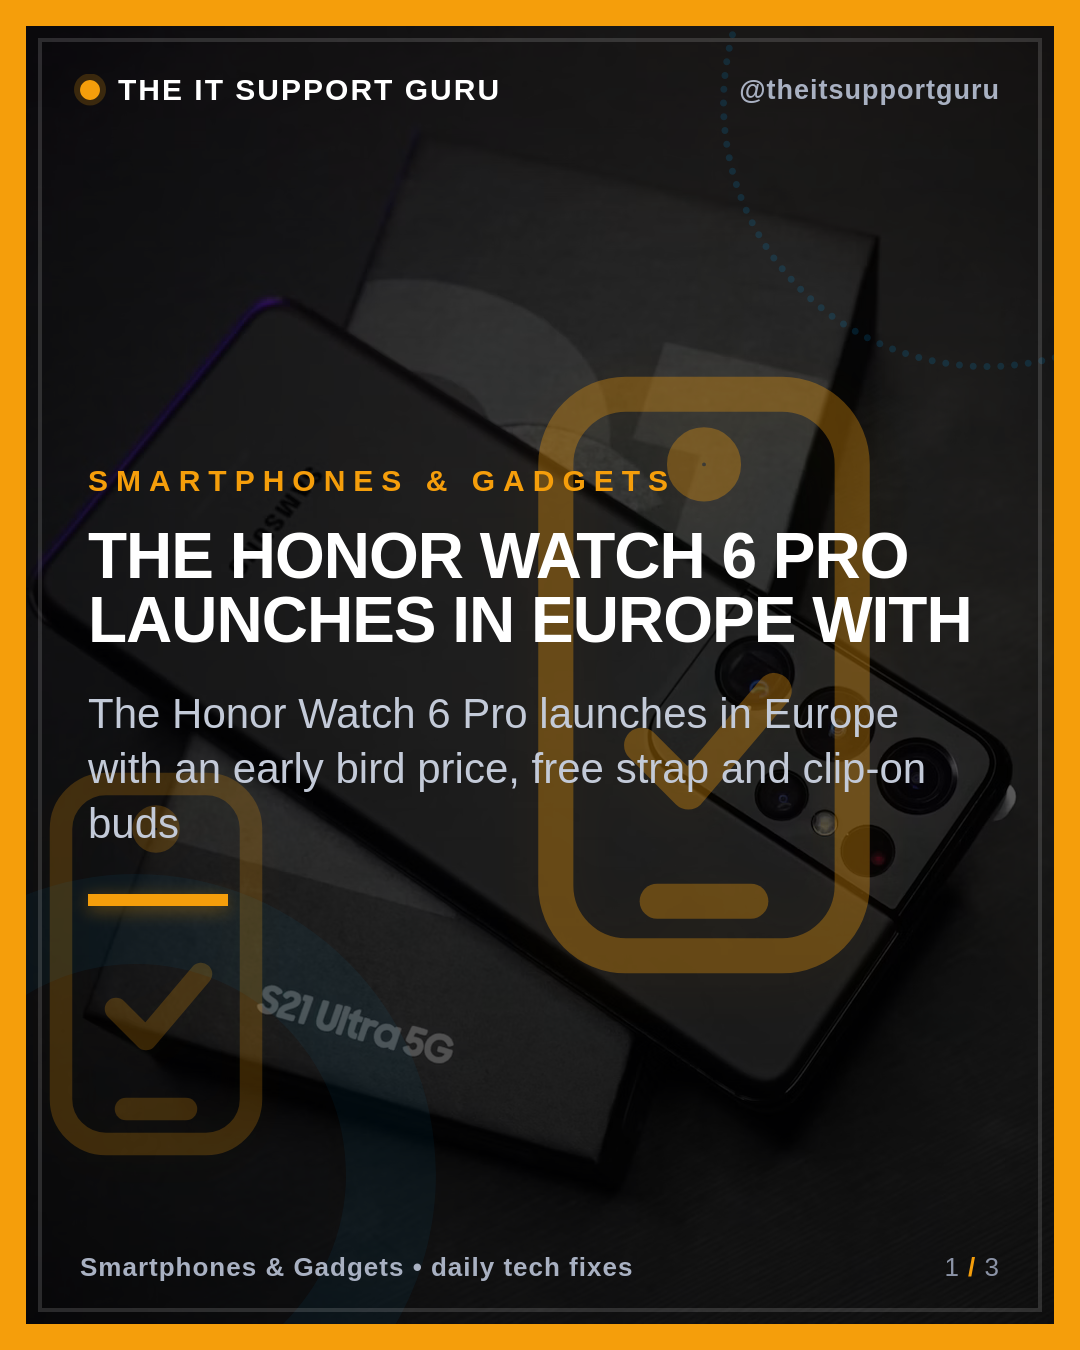 THE IT SUPPORT GURU
@theitsupportguru
SMARTPHONES & GADGETS
THE HONOR WATCH 6 PRO
LAUNCHES IN EUROPE WITH
The Honor Watch 6 Pro launches in Europe
with an early bird price, free strap and clip-on
buds
S21 Ultra 5G
Smartphones & Gadgets • daily tech fixes
1 / 3